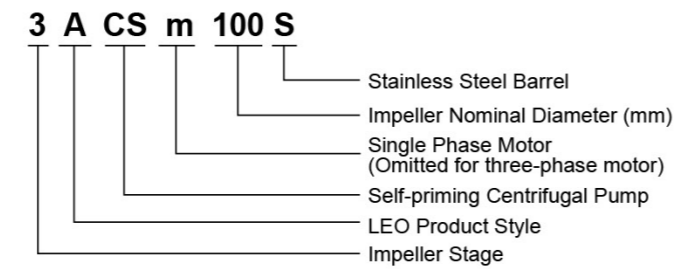 3 A CS m 100 S
Stainless Steel Barrel
Impeller Nominal Diameter (mm)
Single Phase Motor
(Omitted for three-phase motor)
Self-priming Centrifugal Pump
LEO Product Style
Impeller Stage